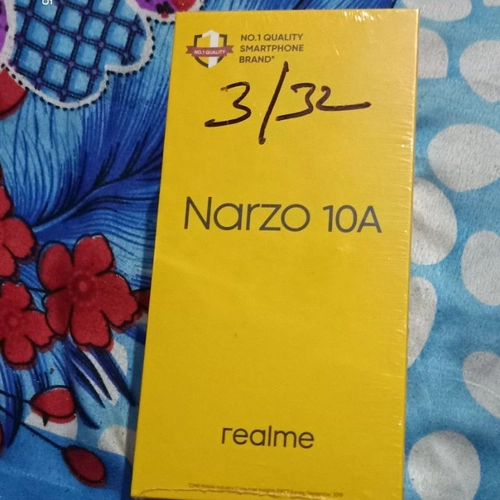 NO.1 QUALITY
SMARTPHONE
BRAND*
NO.1 QUALITY
3/32
Narzo 10A
realme